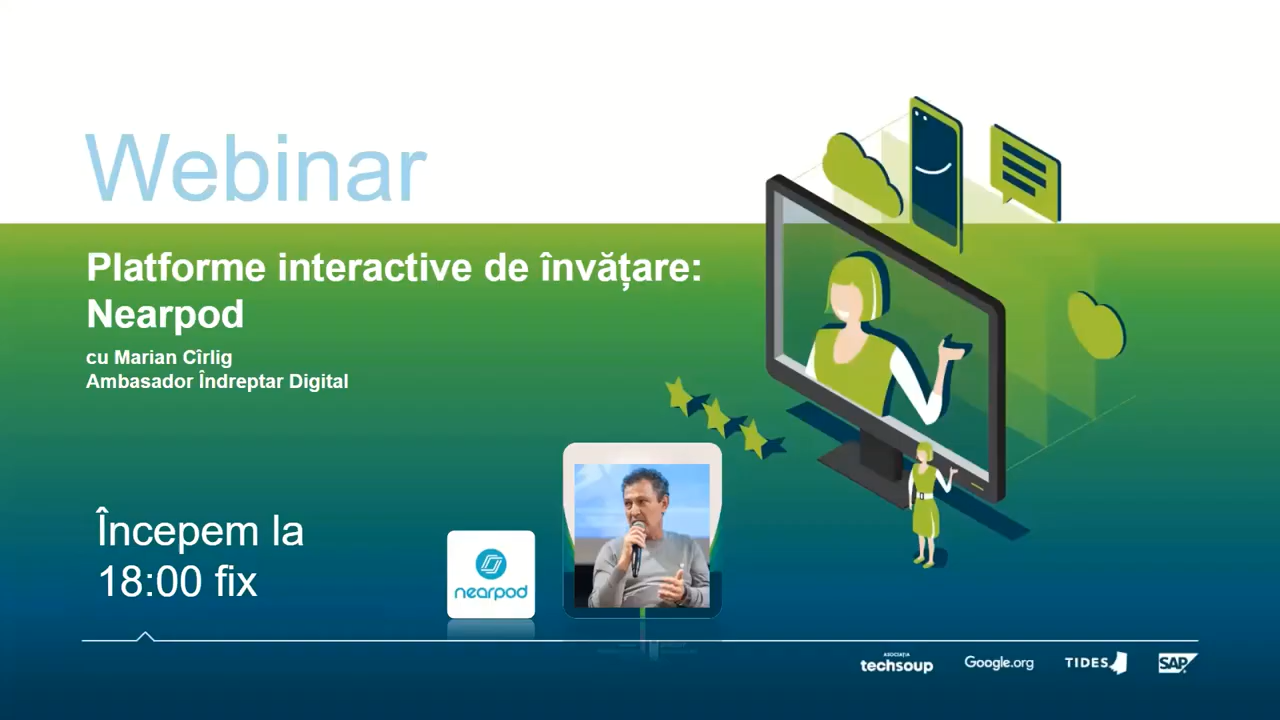 Webinar
Platforme interactive de învățare:
Nearpod
cu Marian Cîrlig
Ambasador Îndreptar Digital
Începem la
18:00 fix
nearpod
ASOCIAȚIA
techsoup
Google.org
TIDES
SAP